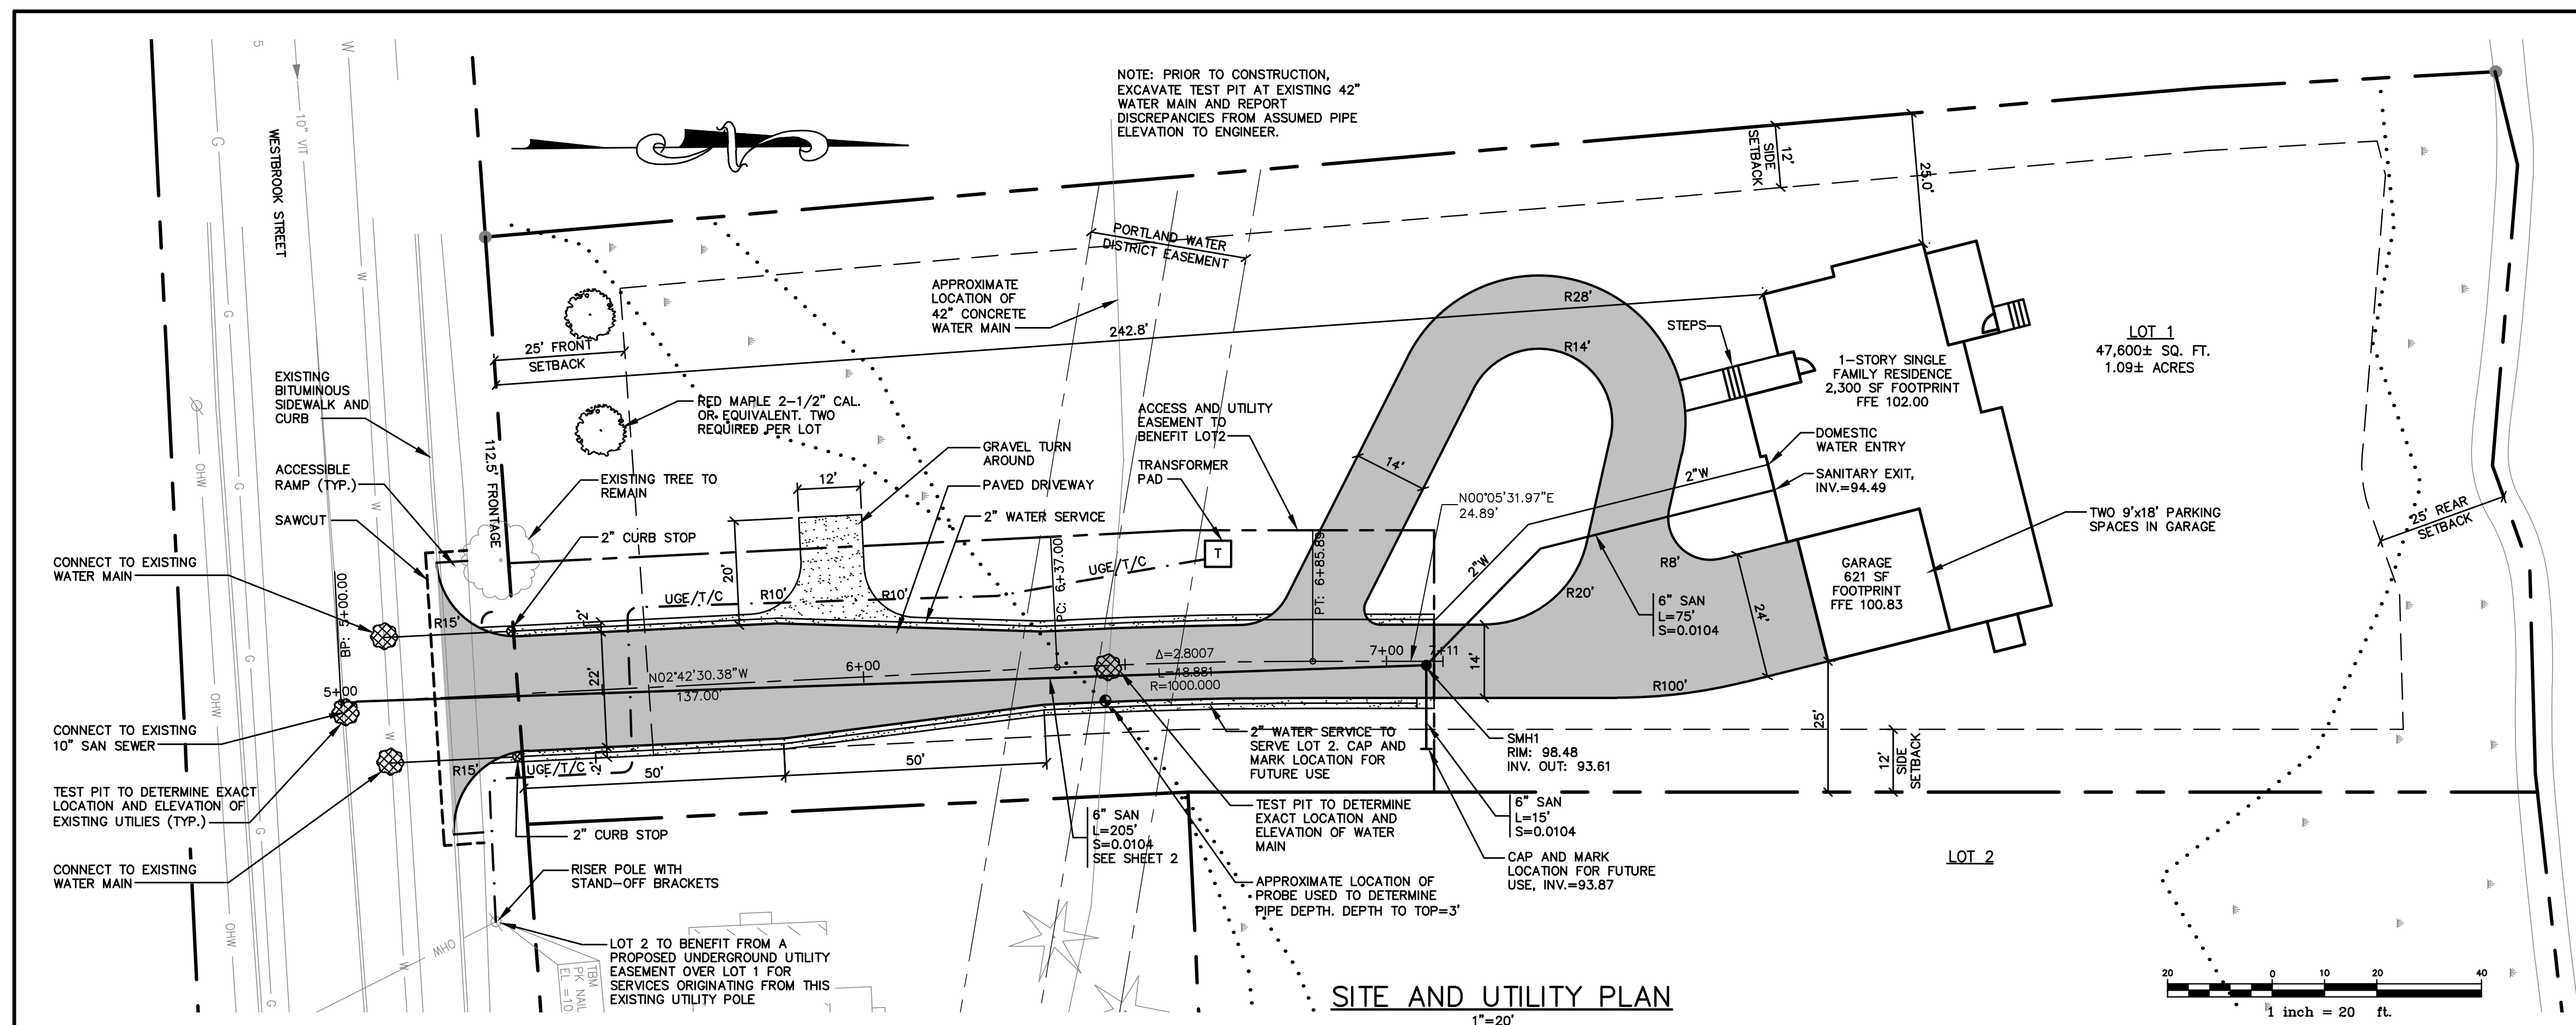 NOTE: PRIOR TO CONSTRUCTION,
EXCAVATE TEST PIT AT EXISTING 42"
WATER MAIN AND REPORT
DISCREPANCIES FROM ASSUMED PIPE
ELEVATION TO ENGINEER.
5
W
10" VIT
G
W
WESTBROOK STREET
G
W
G
W
OHW
G
OHW
G
W
OHW
G
W
OHW
G
OHW
PORTLAND WATER
DISTRICT EASEMENT
12'
SIDE
SETBACK
25.0'
APPROXIMATE
LOCATION OF
42" CONCRETE
WATER MAIN
242.8'
R28'
R14'
STEPS
1-STORY SINGLE
FAMILY RESIDENCE
2,300 SF FOOTPRINT
FFE 102.00
LOT 1
47,600± SQ. FT.
1.09± ACRES
25' FRONT
SETBACK
EXISTING
BITUMINOUS
SIDEWALK AND
CURB
RED MAPLE 2-1/2" CAL.
OR EQUIVALENT. TWO
REQUIRED PER LOT
112.5' FRONTAGE
ACCESS AND UTILITY
EASEMENT TO
BENEFIT LOT2
GRAVEL TURN
AROUND
DOMESTIC
WATER ENTRY
ACCESSIBLE
RAMP (TYP.)
EXISTING TREE TO
REMAIN
12'
PAVED DRIVEWAY
TRANSFORMER
PAD
14'
2"W
SANITARY EXIT,
INV.=94.49
N00°05'31.97"E
24.89'
SAWCUT
2" CURB STOP
2" WATER SERVICE
TWO 9'x18' PARKING
SPACES IN GARAGE
25' REAR
SETBACK
CONNECT TO EXISTING
WATER MAIN
BP: 5+00.00
20'
T
UGE/T/C
UGE/T/C
PC: 6+37.00
PT: 6+85.89
2"W
R8'
GARAGE
621 SF
FOOTPRINT
FFE 100.83
R10'
R10'
R20'
6" SAN
L=75'
S=0.0104
24'
R15'
2'
22'
N02°42'30.38"W
137.00'
6+00
Δ=2.8007
L=48.881
R=1000.000
7+00
7+11
14'
R100'
5+00
CONNECT TO EXISTING
10" SAN SEWER
25'
12'
SIDE
SETBACK
2" WATER SERVICE TO
SERVE LOT 2. CAP AND
MARK LOCATION FOR
FUTURE USE
SMH1
RIM: 98.48
INV. OUT: 93.61
R15'
UGE/T/C
2'
50'
50'
TEST PIT TO DETERMINE EXACT
LOCATION AND ELEVATION OF
EXISTING UTILIES (TYP.)
TEST PIT TO DETERMINE
EXACT LOCATION AND
ELEVATION OF WATER
MAIN
6" SAN
L=15'
S=0.0104
6" SAN
L=205'
S=0.0104
SEE SHEET 2
2" CURB STOP
CONNECT TO EXISTING
WATER MAIN
RISER POLE WITH
STAND-OFF BRACKETS
CAP AND MARK
LOCATION FOR FUTURE
USE, INV.=93.87
LOT 2
APPROXIMATE LOCATION OF
PROBE USED TO DETERMINE
PIPE DEPTH. DEPTH TO TOP=3'
OHW
TBM
PK NAIL
EL =10
LOT 2 TO BENEFIT FROM A
PROPOSED UNDERGROUND UTILITY
EASEMENT OVER LOT 1 FOR
SERVICES ORIGINATING FROM THIS
EXISTING UTILITY POLE
SITE AND UTILITY PLAN
1"=20'
20 0 10 20 40
1 inch = 20 ft.